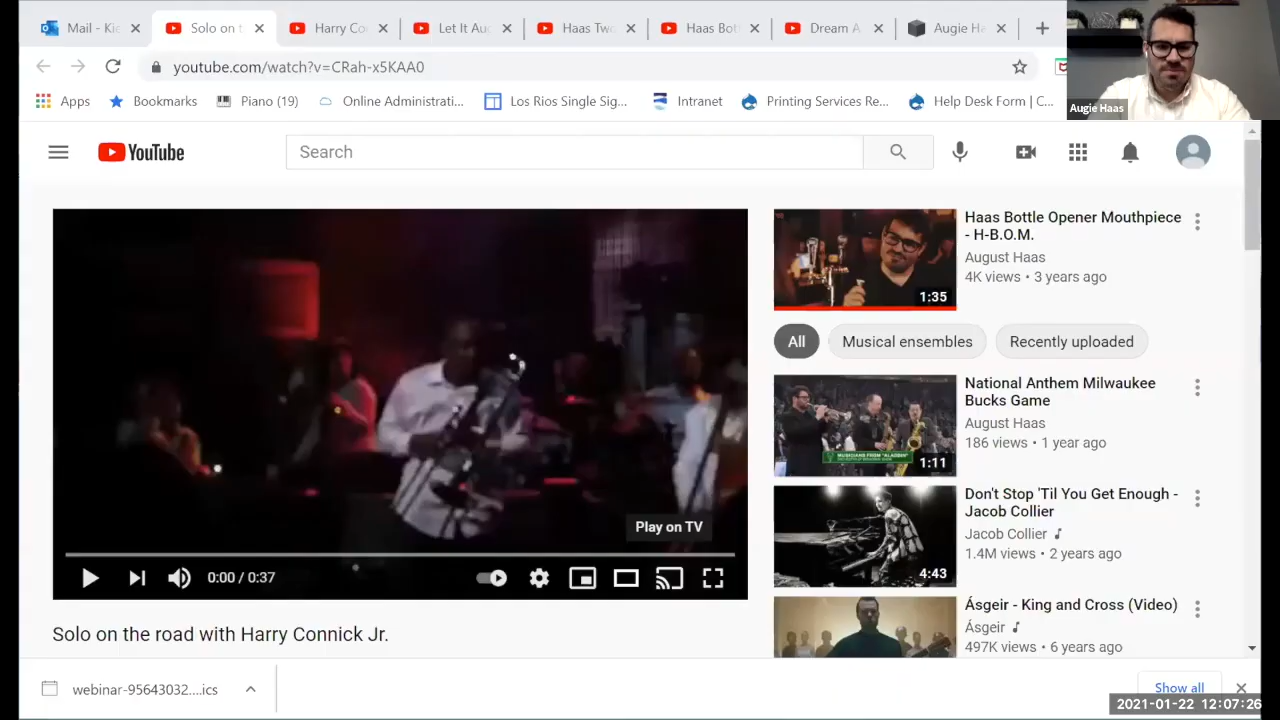 Mail - Kic
Solo on t
Harry Co
Let Me C
Haas Two
Haas Bot
Dream A
Augie Ha
youtube.com/watch?v=CRah-x5KAA0
Apps
Bookmarks
Piano (19)
Online Administrati...
Los Rios Single Sig...
Intranet
Printing Services Re...
Help Desk Form | C...
Augie Haas
YouTube
Search
Haas Bottle Opener Mouthpiece
- H-B.O.M.
August Haas
4K views • 3 years ago
1:35
All
Musical ensembles
Recently uploaded
National Anthem Milwaukee
Bucks Game
August Haas
186 views • 1 year ago
MUSICIANS FROM "ALADDIN"
1:11
Don't Stop 'Til You Get Enough -
Jacob Collier
Jacob Collier
1.4M views • 2 years ago
4:43
Ásgeir - King and Cross (Video)
Ásgeir
497K views • 6 years ago
Play on TV
0:00 / 0:37
Solo on the road with Harry Connick Jr.
webinar-95643032....ics
Show all
2021-01-22 12:07:26